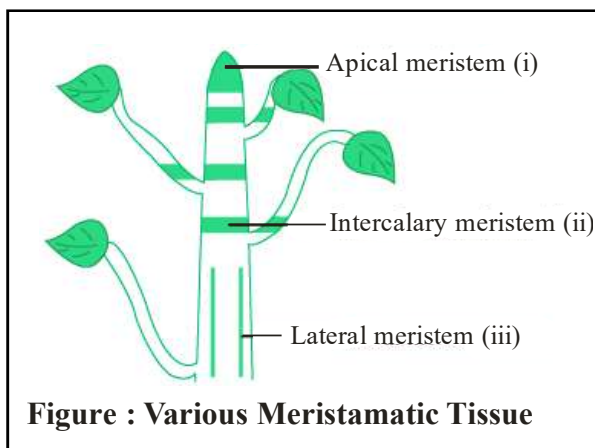 Apical meristem (i)
Intercalary meristem (ii)
Lateral meristem (iii)
Figure : Various Meristamatic Tissue